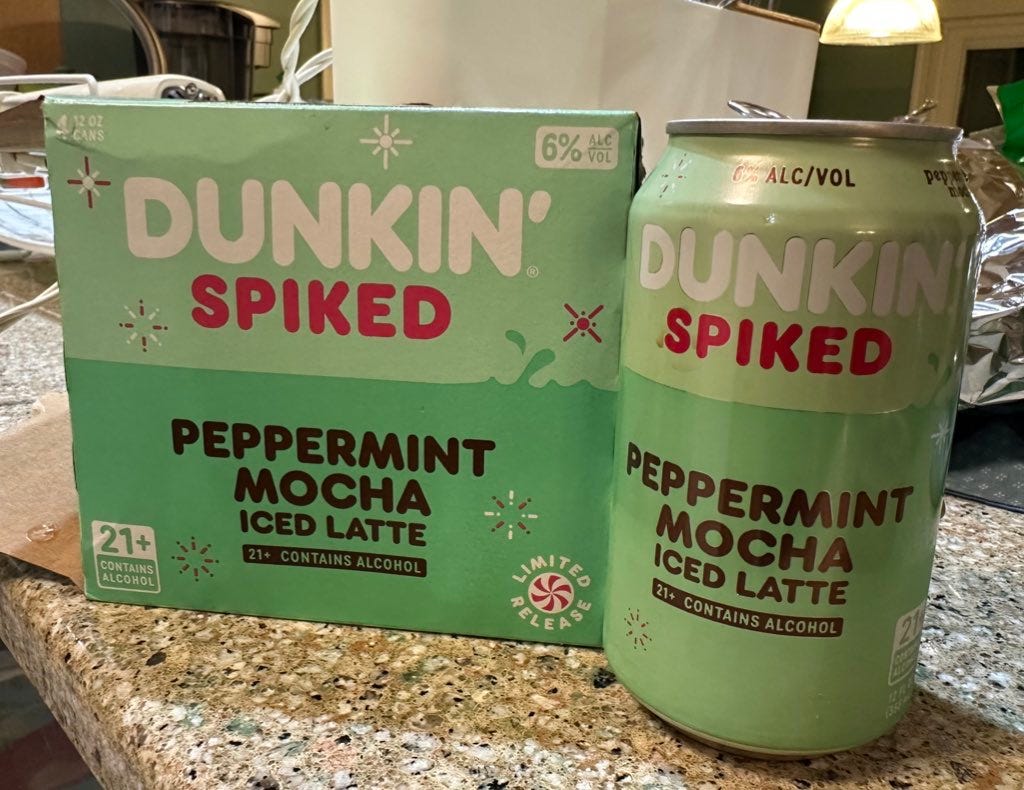 4 12 OZ
CANS
6% ALC
VOL
DUNKIN'®
SPIKED
PEPPERMINT
MOCHA
ICED LATTE
21+ CONTAINS ALCOHOL
21+
CONTAINS
ALCOHOL
LIMITED
RELEASE
6% ALC/VOL
DUNKIN'
SPIKED
PEPPERMINT
MOCHA
ICED LATTE
21+ CONTAINS ALCOHOL